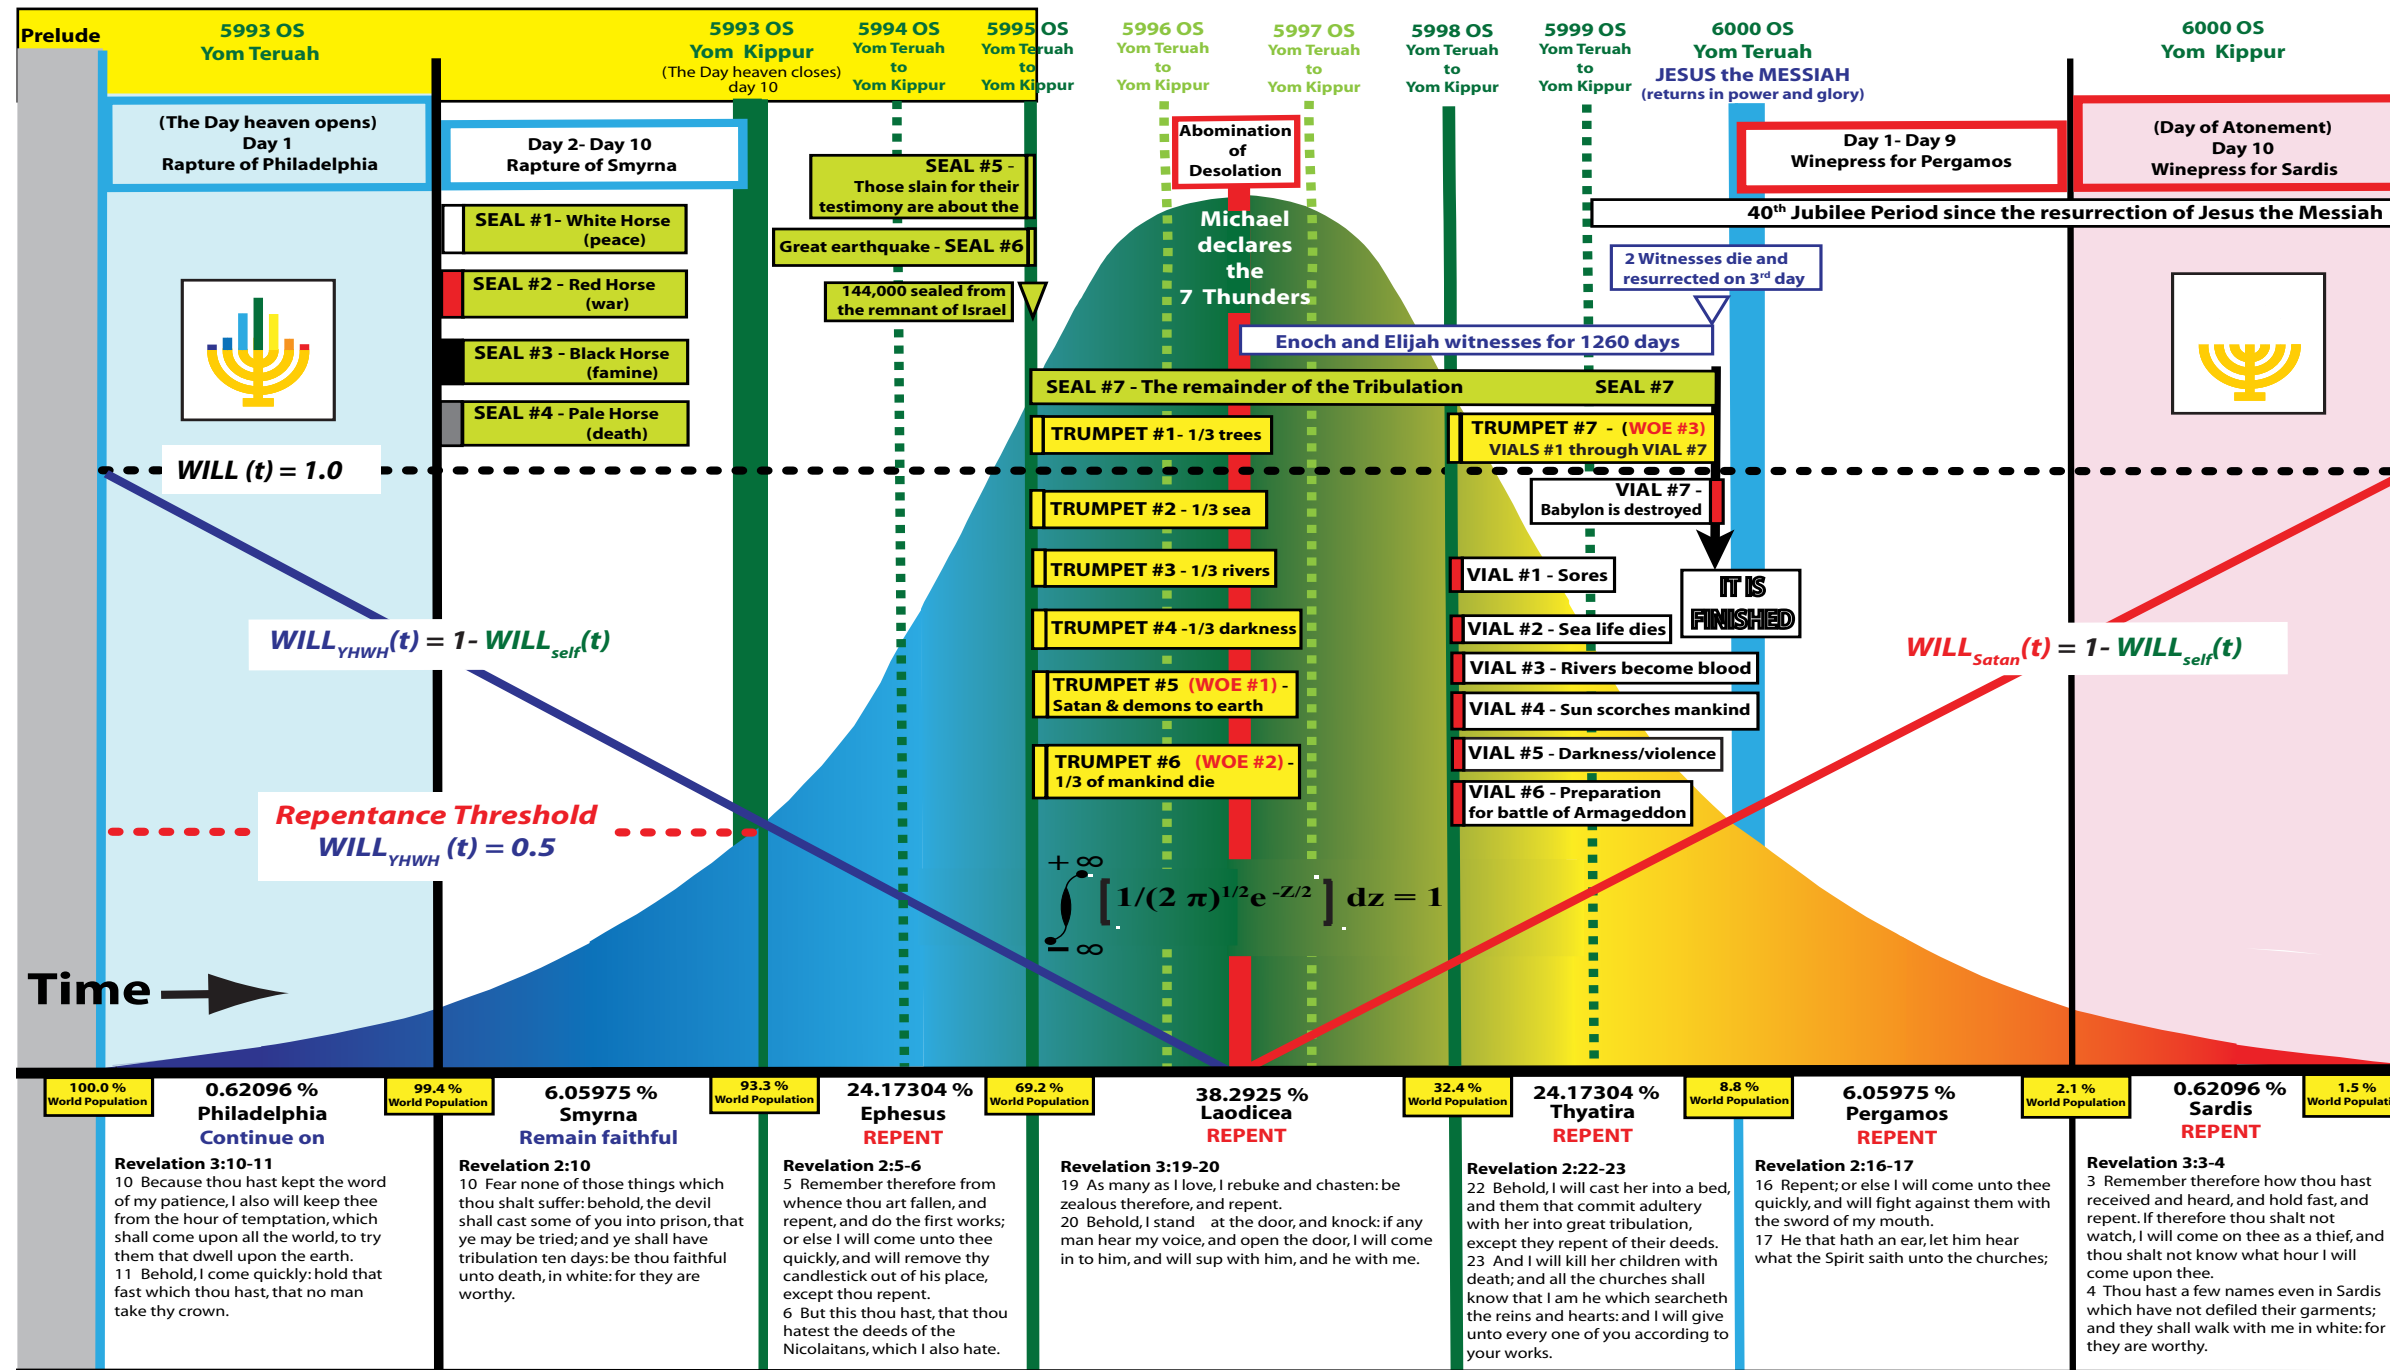 Prelude
5993 OS
Yom Teruah
5993 OS
Yom Kippur
(The Day heaven closes)
day 10
5994 OS
Yom Teruah
to
Yom Kippur
5995 OS
Yom Teruah
to
Yom Kippur
5996 OS
Yom Teruah
to
Yom Kippur
5997 OS
Yom Teruah
to
Yom Kippur
5998 OS
Yom Teruah
to
Yom Kippur
5999 OS
Yom Teruah
to
Yom Kippur
6000 OS
Yom Teruah
JESUS the MESSIAH
(returns in power and glory)
6000 OS
Yom Kippur
(The Day heaven opens)
Day 1
Rapture of Philadelphia
Day 2- Day 10
Rapture of Smyrna
SEAL #1- White Horse
(peace)
SEAL #2 - Red Horse
(war)
SEAL #3 - Black Horse
(famine)
SEAL #4 - Pale Horse
(death)
SEAL #5 -
Those slain for their
testimony are about the
Great earthquake - SEAL #6
144,000 sealed from
the remnant of Israel
Abomination
of
Desolation
Michael
declares
the
7 Thunders
Day 1- Day 9
Winepress for Pergamos
(Day of Atonement)
Day 10
Winepress for Sardis
40th Jubilee Period since the resurrection of Jesus the Messiah
2 Witnesses die and
resurrected on 3rd day
Enoch and Elijah witnesses for 1260 days
SEAL #7 - The remainder of the Tribulation SEAL #7
TRUMPET #1- 1/3 trees
TRUMPET #2 - 1/3 sea
TRUMPET #3 - 1/3 rivers
TRUMPET #4 -1/3 darkness
TRUMPET #5 (WOE #1) -
Satan & demons to earth
TRUMPET #6 (WOE #2) -
1/3 of mankind die
TRUMPET #7 - (WOE #3)
VIALS #1 through VIAL #7
VIAL #7 -
Babylon is destroyed
IT IS
FINISHED
VIAL #1 - Sores
VIAL #2 - Sea life dies
VIAL #3 - Rivers become blood
VIAL #4 - Sun scorches mankind
VIAL #5 - Darkness/violence
VIAL #6 - Preparation
for battle of Armageddon
WILL (t) = 1.0
WILL YHWH (t) = 1- WILL self (t)
WILL Satan (t) = 1- WILL self (t)
Repentance Threshold
WILL YHWH (t) = 0.5
+ ∞
∫ [ 1/(2 π)1/2e -Z/2 ] dz = 1
− ∞
Time
100.0 %
World Population
0.62096 %
Philadelphia
Continue on
99.4 %
World Population
6.05975 %
Smyrna
Remain faithful
93.3 %
World Population
24.17304 %
Ephesus
REPENT
69.2 %
World Population
38.2925 %
Laodicea
REPENT
32.4 %
World Population
24.17304 %
Thyatira
REPENT
8.8 %
World Population
6.05975 %
Pergamos
REPENT
2.1 %
World Population
0.62096 %
Sardis
REPENT
1.5 %
World Populati
Revelation 3:10-11
10 Because thou hast kept the word
of my patience, I also will keep thee
from the hour of temptation, which
shall come upon all the world, to try
them that dwell upon the earth.
11 Behold, I come quickly: hold that
fast which thou hast, that no man
take thy crown.
Revelation 2:10
10 Fear none of those things which
thou shalt suffer: behold, the devil
shall cast some of you into prison, that
ye may be tried; and ye shall have
tribulation ten days: be thou faithful
unto death, in white: for they are
worthy.
Revelation 2:5-6
5 Remember therefore from
whence thou art fallen, and
repent, and do the first works;
or else I will come unto thee
quickly, and will remove thy
candlestick out of his place,
except thou repent.
6 But this thou hast, that thou
hatest the deeds of the
Nicolaitans, which I also hate.
Revelation 3:19-20
19 As many as I love, I rebuke and chasten: be
zealous therefore, and repent.
20 Behold, I stand at the door, and knock: if any
man hear my voice, and open the door, I will come
in to him, and will sup with him, and he with me.
Revelation 2:22-23
22 Behold, I will cast her into a bed,
and them that commit adultery
with her into great tribulation,
except they repent of their deeds.
23 And I will kill her children with
death; and all the churches shall
know that I am he which searcheth
the reins and hearts: and I will give
unto every one of you according to
your works.
Revelation 2:16-17
16 Repent; or else I will come unto thee
quickly, and will fight against them with
the sword of my mouth.
17 He that hath an ear, let him hear
what the Spirit saith unto the churches;
Revelation 3:3-4
3 Remember therefore how thou hast
received and heard, and hold fast, and
repent. If therefore thou shalt not
watch, I will come on thee as a thief, and
thou shalt not know what hour I will
come upon thee.
4 Thou hast a few names even in Sardis
which have not defiled their garments;
and they shall walk with me in white: for
they are worthy.